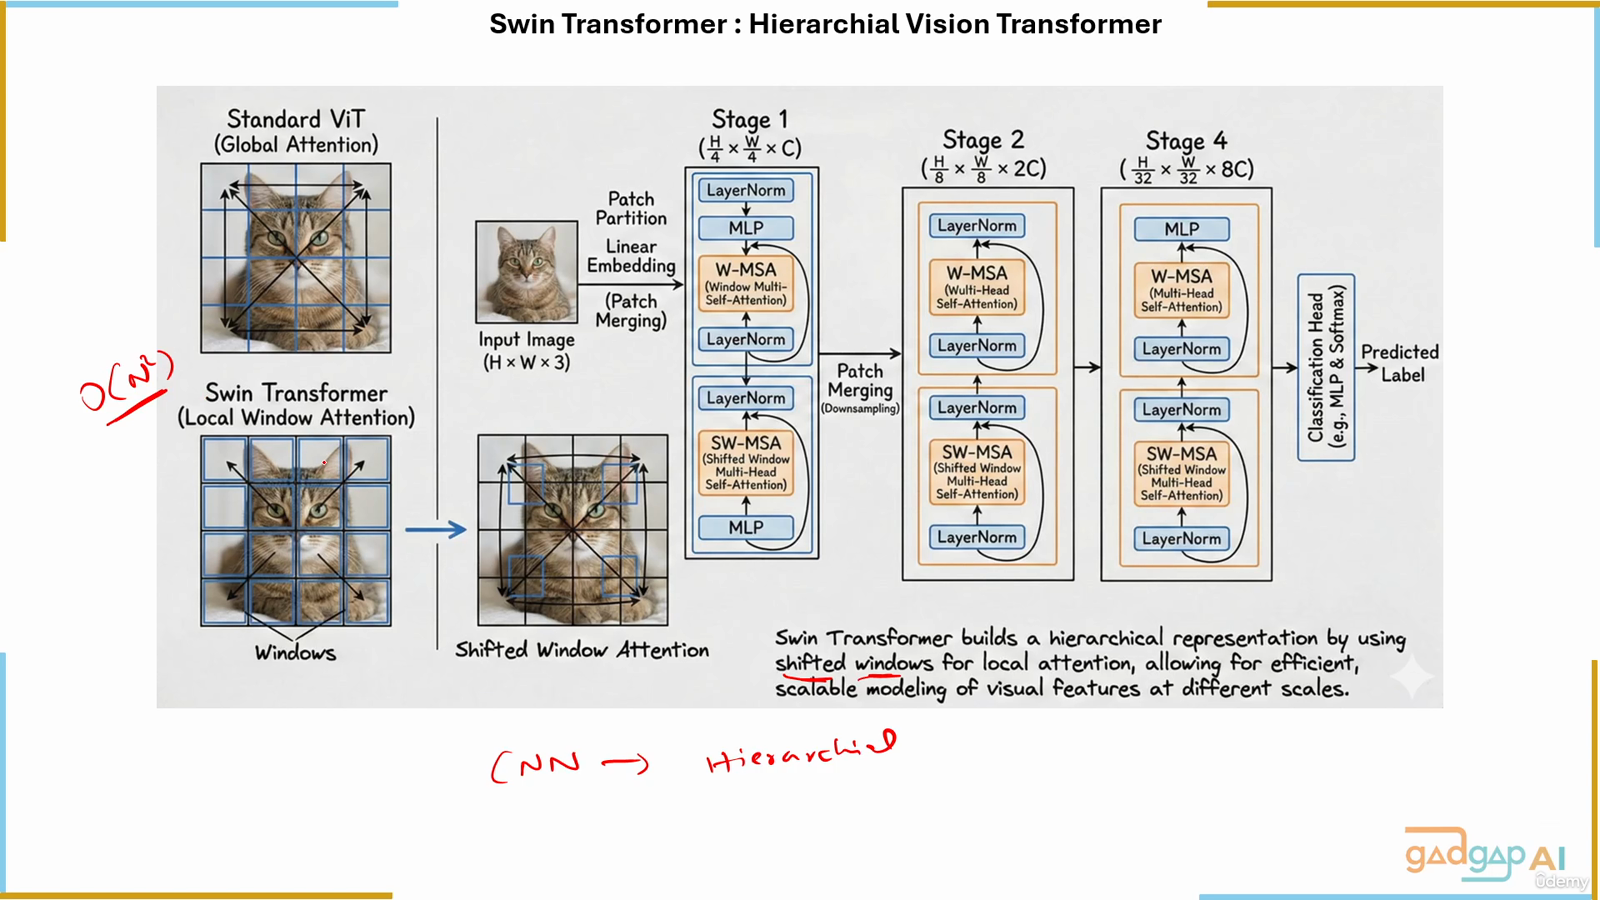 Swin Transformer : Hierarchial Vision Transformer
Standard ViT
(Global Attention)
O(N²)
Swin Transformer
(Local Window Attention)
Windows
Input Image
(H × W × 3)
Patch
Partition
Linear
Embedding
(Patch
Merging)
Shifted Window Attention
Stage 1
(H/4 × W/4 × C)
LayerNorm
MLP
W-MSA
(Window Multi-
Self-Attention)
LayerNorm
LayerNorm
SW-MSA
(Shifted Window
Multi-Head
Self-Attention)
MLP
Patch
Merging
(Downsampling)
Stage 2
(H/8 × W/8 × 2C)
LayerNorm
W-MSA
(Wulti-Head
Self-Attention)
LayerNorm
LayerNorm
SW-MSA
(Shifted Window
Multi-Head
Self-Attention)
LayerNorm
Stage 4
(H/32 × W/32 × 8C)
MLP
W-MSA
(Multi-Head
Self-Attention)
LayerNorm
LayerNorm
SW-MSA
(Shifted Window
Multi-Head
Self-Attention)
LayerNorm
Classification Head
(e.g., MLP & Softmax)
Predicted
Label
Swin Transformer builds a hierarchical representation by using
shifted windows for local attention, allowing for efficient,
scalable modeling of visual features at different scales.
CNN → Hierarchial
gadgap AI
ûdemy